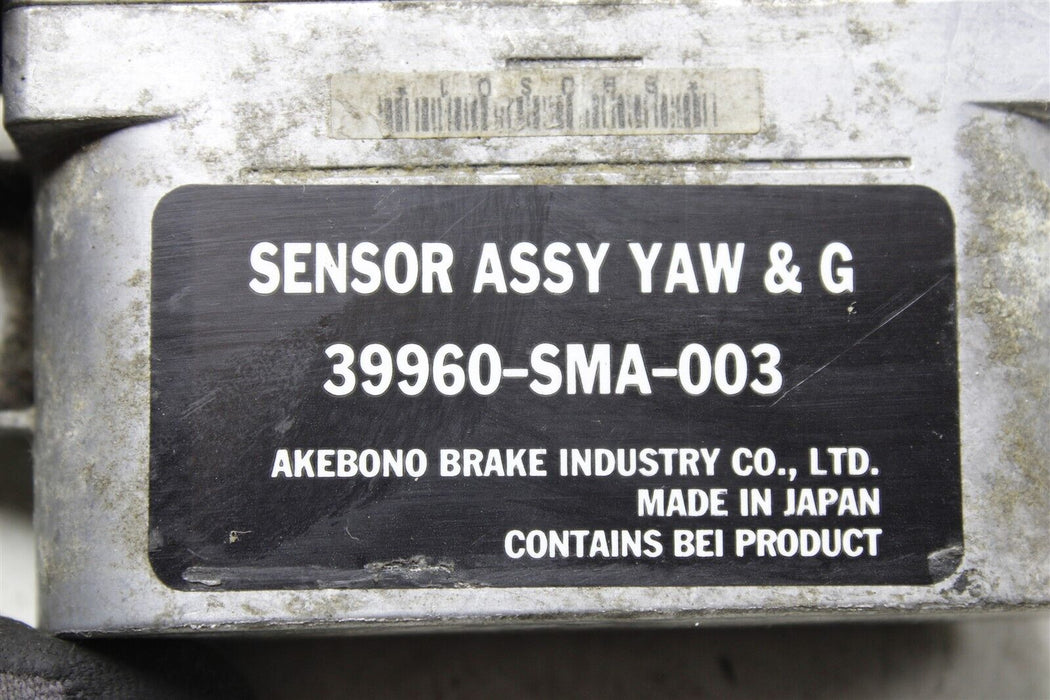 SENSOR ASSY YAW & G
39960-SMA-003
AKEBONO BRAKE INDUSTRY CO., LTD.
MADE IN JAPAN
CONTAINS BEI PRODUCT